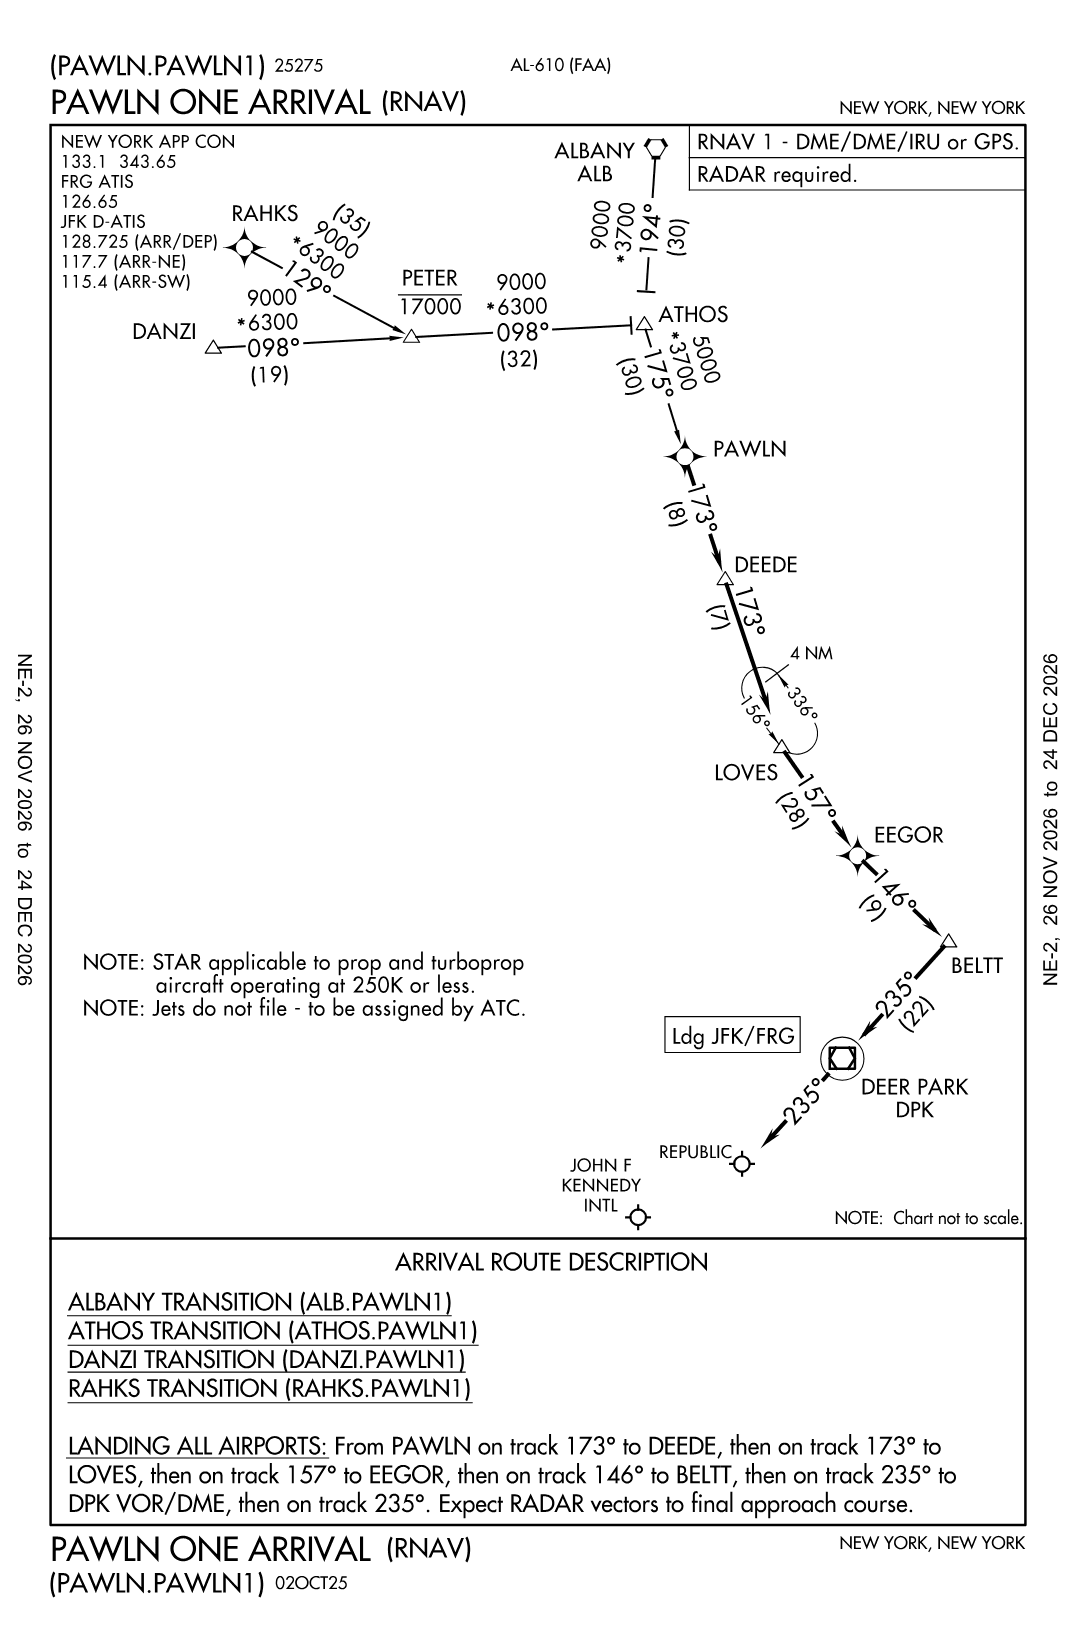 (PAWLN.PAWLN1) 25275
AL-610 (FAA)
PAWLN ONE ARRIVAL (RNAV)
NEW YORK, NEW YORK
NEW YORK APP CON
133.1 343.65
FRG ATIS
126.65
JFK D-ATIS
128.725 (ARR/DEP)
117.7 (ARR-NE)
115.4 (ARR-SW)
RNAV 1 - DME/DME/IRU or GPS.
RADAR required.
ALBANY
ALB
9000
*3700
194°
(30)
RAHKS
(35)
9000
*6300
129°
PETER
17000
9000
*6300
098°
(32)
DANZI
9000
*6300
098°
(19)
ATHOS
5000
*3700
175°
(30)
PAWLN
173°
(8)
DEEDE
173°
(7)
4 NM
336°
156°
LOVES
157°
(28)
EEGOR
146°
(9)
BELTT
235°
(22)
NOTE: STAR applicable to prop and turboprop
aircraft operating at 250K or less.
NOTE: Jets do not file - to be assigned by ATC.
Ldg JFK/FRG
DEER PARK
DPK
235°
REPUBLIC
JOHN F
KENNEDY
INTL
NOTE: Chart not to scale.
NE-2, 26 NOV 2026 to 24 DEC 2026
NE-2, 26 NOV 2026 to 24 DEC 2026
ARRIVAL ROUTE DESCRIPTION
ALBANY TRANSITION (ALB.PAWLN1)
ATHOS TRANSITION (ATHOS.PAWLN1)
DANZI TRANSITION (DANZI.PAWLN1)
RAHKS TRANSITION (RAHKS.PAWLN1)
LANDING ALL AIRPORTS: From PAWLN on track 173° to DEEDE, then on track 173° to
LOVES, then on track 157° to EEGOR, then on track 146° to BELTT, then on track 235° to
DPK VOR/DME, then on track 235°. Expect RADAR vectors to final approach course.
PAWLN ONE ARRIVAL (RNAV)
NEW YORK, NEW YORK
(PAWLN.PAWLN1) 02OCT25